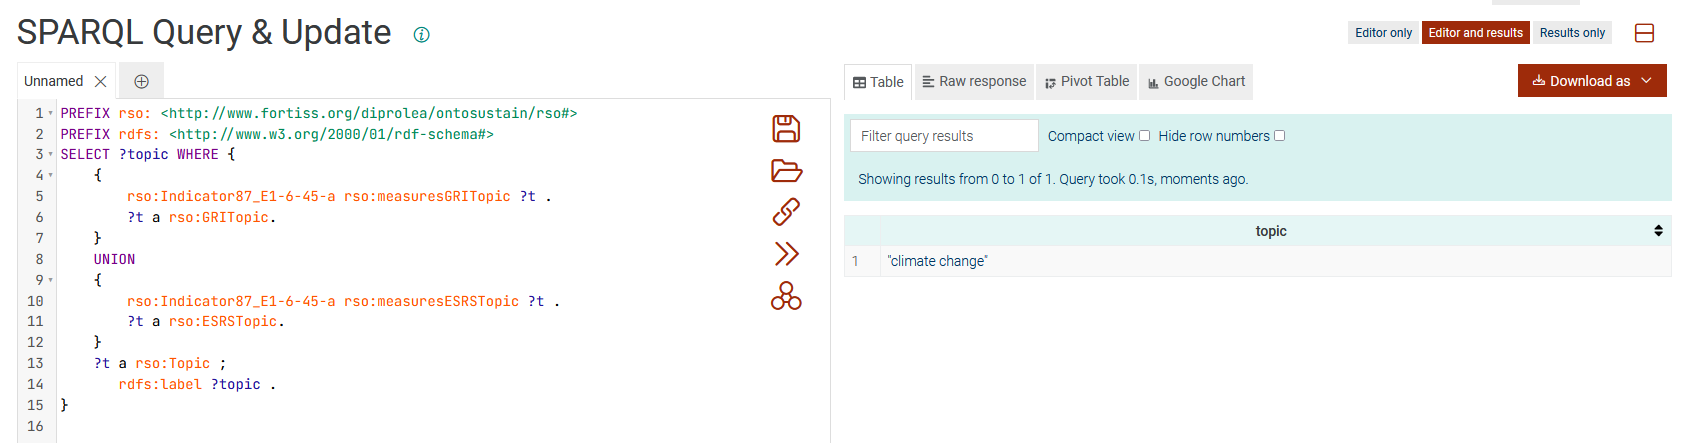 SPARQL Query & Update
Editor only
Editor and results
Results only
Unnamed
Table
Raw response
Pivot Table
Google Chart
Download as
1 PREFIX rso: <http://www.fortiss.org/diprolea/ontosustain/rso#>
2 PREFIX rdfs: <http://www.w3.org/2000/01/rdf-schema#>
3 SELECT ?topic WHERE {
4 {
5 rso:Indicator87_E1-6-45-a rso:measuresGRITopic ?t .
6 ?t a rso:GRITopic.
7 }
8 UNION
9 {
10 rso:Indicator87_E1-6-45-a rso:measuresESRSTopic ?t .
11 ?t a rso:ESRSTopic.
12 }
13 ?t a rso:Topic ;
14 rdfs:label ?topic .
15 }
16
Filter query results
Compact view
Hide row numbers
Showing results from 0 to 1 of 1. Query took 0.1s, moments ago.
topic
1 "climate change"